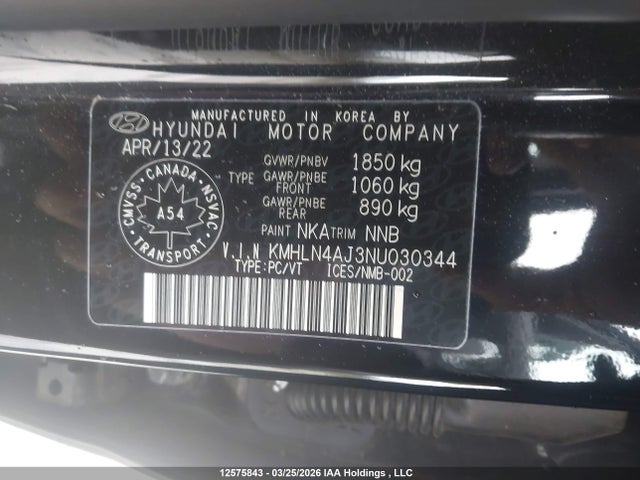 MANUFACTURED IN KOREA BY
HYUNDAI MOTOR COMPANY
APR/13/22
GVWR/PNBV 1850 kg
TYPE GAWR/PNBE FRONT 1060 kg
GAWR/PNBE REAR 890 kg
PAINT NKA TRIM NNB
CMVSS • CANADA • NSVAC • TRANSPORT
A54
V.I.N KMHLN4AJ3NU030344
TYPE:PC/VT ICES/NMB-002
12575843 - 03/25/2026 IAA Holdings , LLC